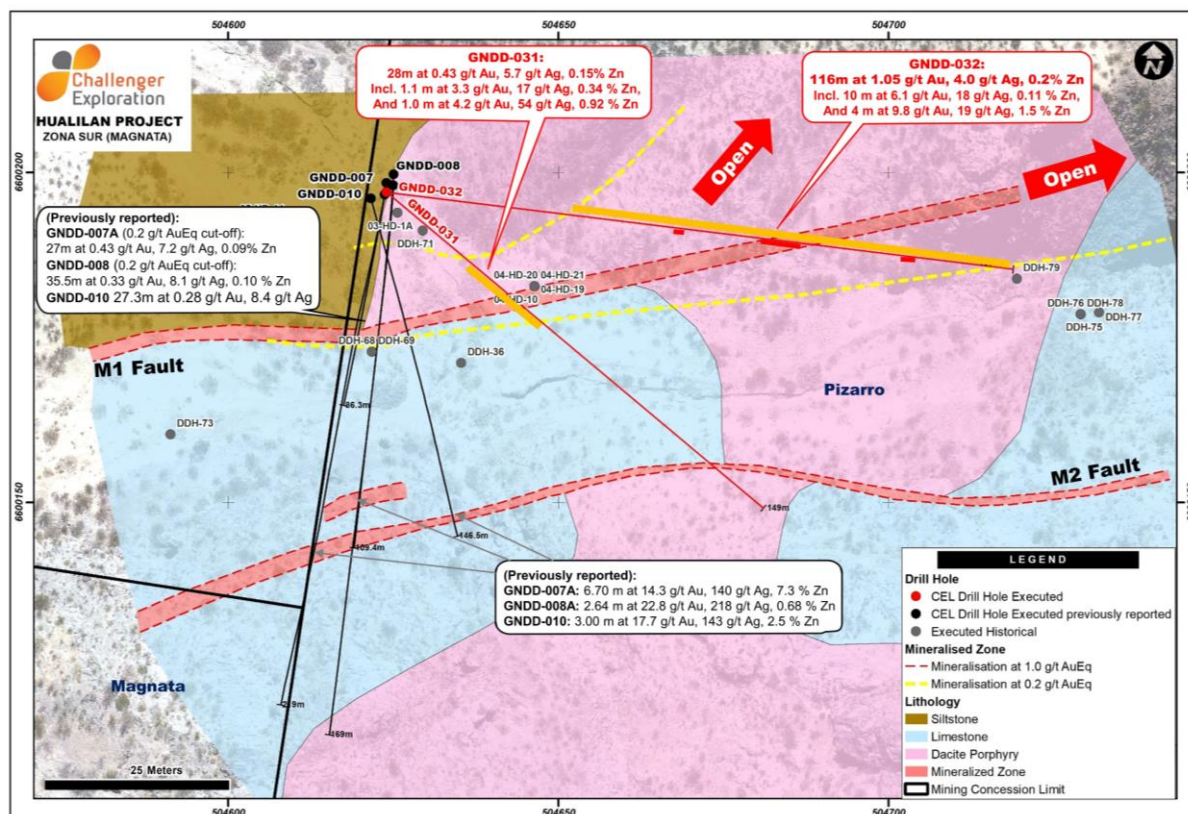 504600
504650
504700
Challenger
Exploration
HUALILAN PROJECT
ZONA SUR (MAGNATA)
GNDD-031:
28m at 0.43 g/t Au, 5.7 g/t Ag, 0.15% Zn
Incl. 1.1 m at 3.3 g/t Au, 17 g/t Ag, 0.34 % Zn,
And 1.0 m at 4.2 g/t Au, 54 g/t Ag, 0.92 % Zn
GNDD-032:
116m at 1.05 g/t Au, 4.0 g/t Ag, 0.2% Zn
Incl. 10 m at 6.1 g/t Au, 18 g/t Ag, 0.11 % Zn,
And 4 m at 9.8 g/t Au, 19 g/t Ag, 1.5 % Zn
N
Open
Open
6600200
GNDD-008
GNDD-007
GNDD-032
GNDD-010
GNDD-031
03-HD-1A
DDH-71
(Previously reported):
GNDD-007A (0.2 g/t AuEq cut-off):
27m at 0.43 g/t Au, 7.2 g/t Ag, 0.09% Zn
GNDD-008 (0.2 g/t AuEq cut-off):
35.5m at 0.33 g/t Au, 8.1 g/t Ag, 0.10 % Zn
GNDD-010 27.3m at 0.28 g/t Au, 8.4 g/t Ag
04-HD-20 04-HD-21
04-HD-19
04-HD-10
DDH-79
DDH-76 DDH-78
DDH-77
DDH-75
DDH-68 DDH-69
DDH-36
M1 Fault
Pizarro
86.3m
DDH-73
M2 Fault
6600150
149m
146.5m
109.4m
(Previously reported):
GNDD-007A: 6.70 m at 14.3 g/t Au, 140 g/t Ag, 7.3 % Zn
GNDD-008A: 2.64 m at 22.8 g/t Au, 218 g/t Ag, 0.68 % Zn
GNDD-010: 3.00 m at 17.7 g/t Au, 143 g/t Ag, 2.5 % Zn
Magnata
169m
25 Meters
LEGEND
Drill Hole
CEL Drill Hole Executed
CEL Drill Hole Executed previously reported
Executed Historical
Mineralised Zone
Mineralisation at 1.0 g/t AuEq
Mineralisation at 0.2 g/t AuEq
Lithology
Siltstone
Limestone
Dacite Porphyry
Mineralized Zone
Mining Concession Limit
504600
504650
504700